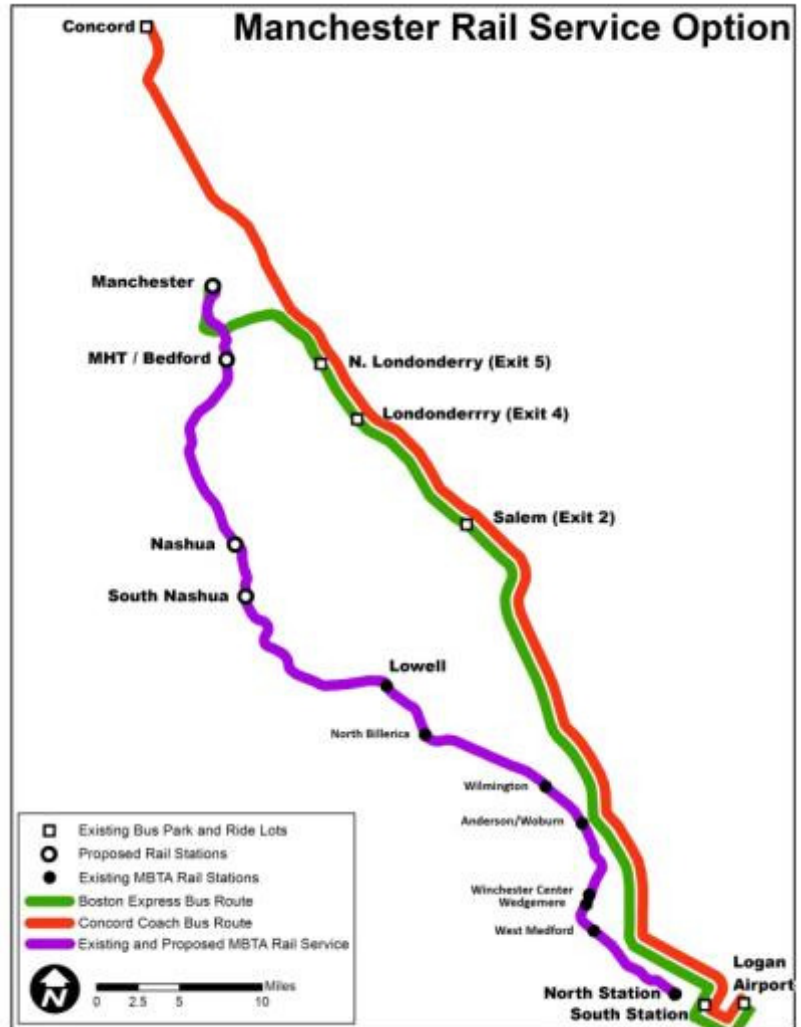 Manchester Rail Service Option
Concord
Manchester
MHT / Bedford
N. Londonderry (Exit 5)
Londonderrry (Exit 4)
Salem (Exit 2)
Nashua
South Nashua
Lowell
North Billerica
Wilmington
Anderson/Woburn
Winchester Center
Wedgemere
West Medford
North Station
South Station
Logan
Airport
Existing Bus Park and Ride Lots
Proposed Rail Stations
Existing MBTA Rail Stations
Boston Express Bus Route
Concord Coach Bus Route
Existing and Proposed MBTA Rail Service
N
Miles
0 2.5 5 10